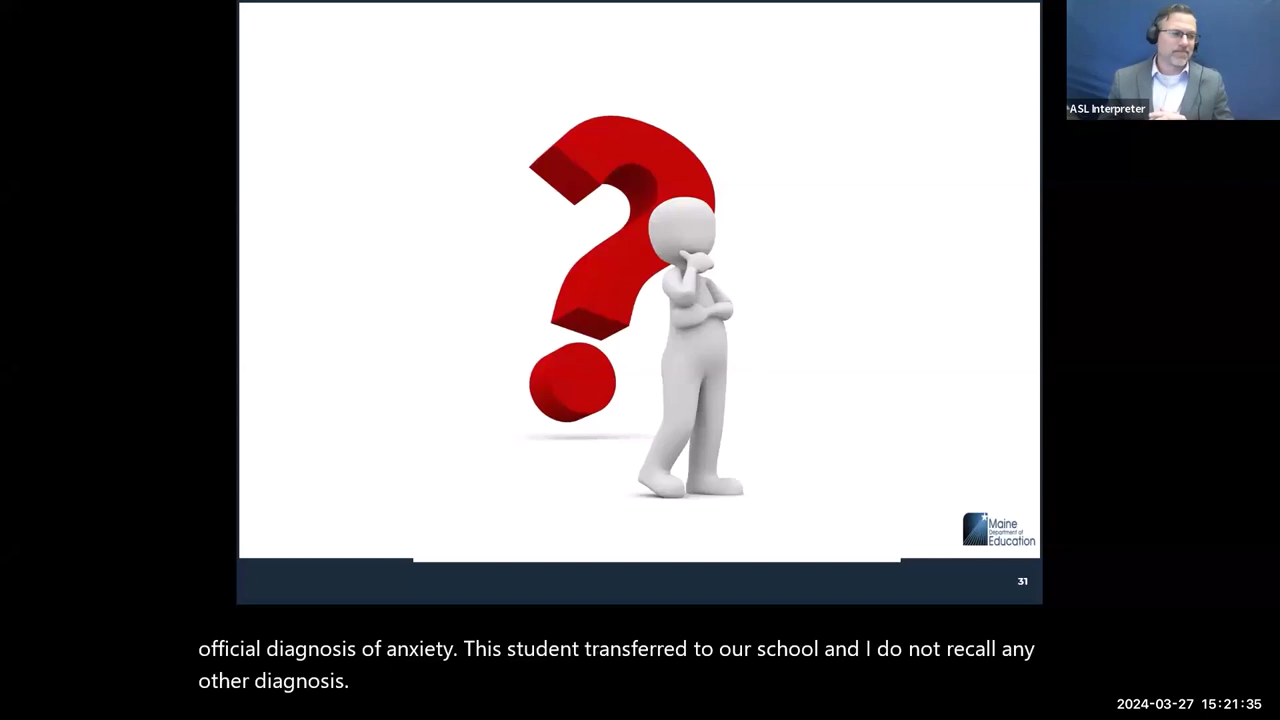 ASL Interpreter
Maine
Department of
Education
31
official diagnosis of anxiety. This student transferred to our school and I do not recall any
other diagnosis.
2024-03-27 15:21:35